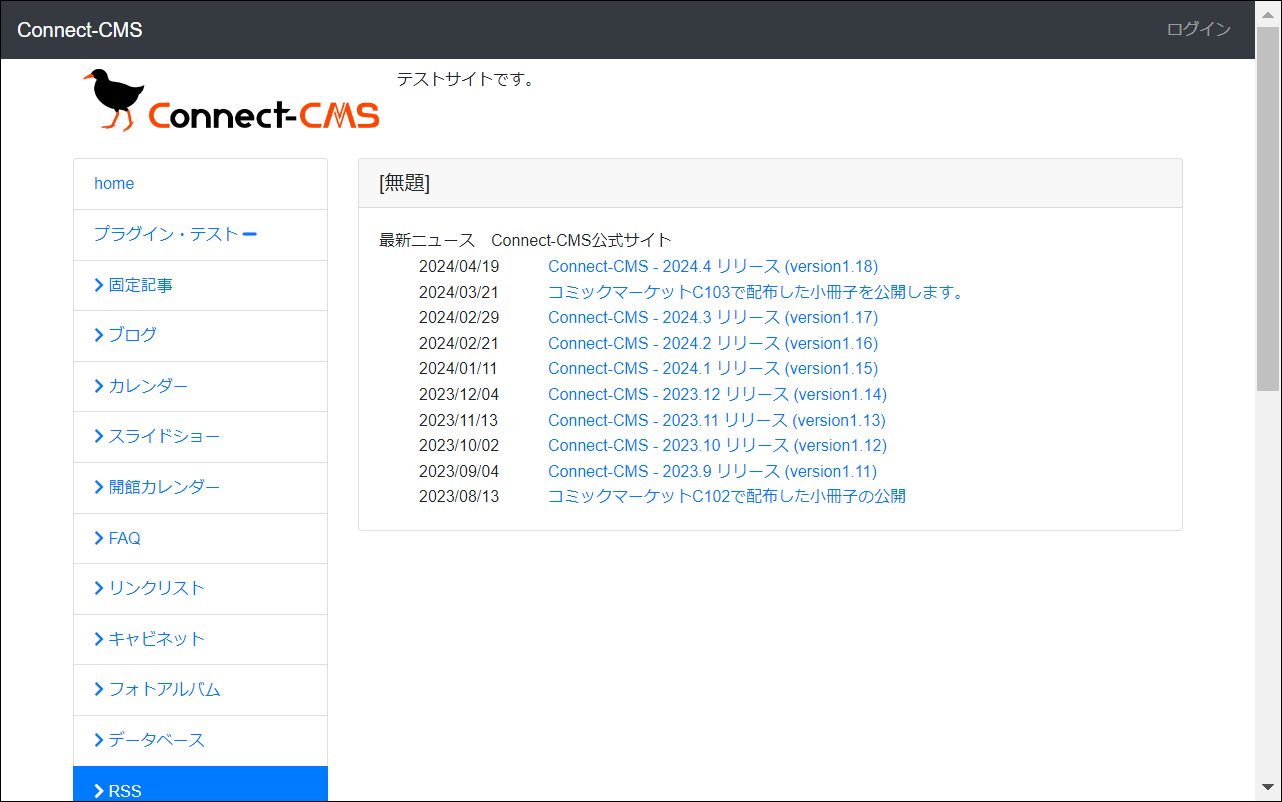 Connect-CMS
ログイン
Connect-CMS
テストサイトです。
home
プラグイン・テスト
固定記事
ブログ
カレンダー
スライドショー
開館カレンダー
FAQ
リンクリスト
キャビネット
フォトアルバム
データベース
RSS
[無題]
最新ニュース　Connect-CMS公式サイト
2024/04/19 Connect-CMS - 2024.4 リリース (version1.18)
2024/03/21 コミックマーケットC103で配布した小冊子を公開します。
2024/02/29 Connect-CMS - 2024.3 リリース (version1.17)
2024/02/21 Connect-CMS - 2024.2 リリース (version1.16)
2024/01/11 Connect-CMS - 2024.1 リリース (version1.15)
2023/12/04 Connect-CMS - 2023.12 リリース (version1.14)
2023/11/13 Connect-CMS - 2023.11 リリース (version1.13)
2023/10/02 Connect-CMS - 2023.10 リリース (version1.12)
2023/09/04 Connect-CMS - 2023.9 リリース (version1.11)
2023/08/13 コミックマーケットC102で配布した小冊子の公開